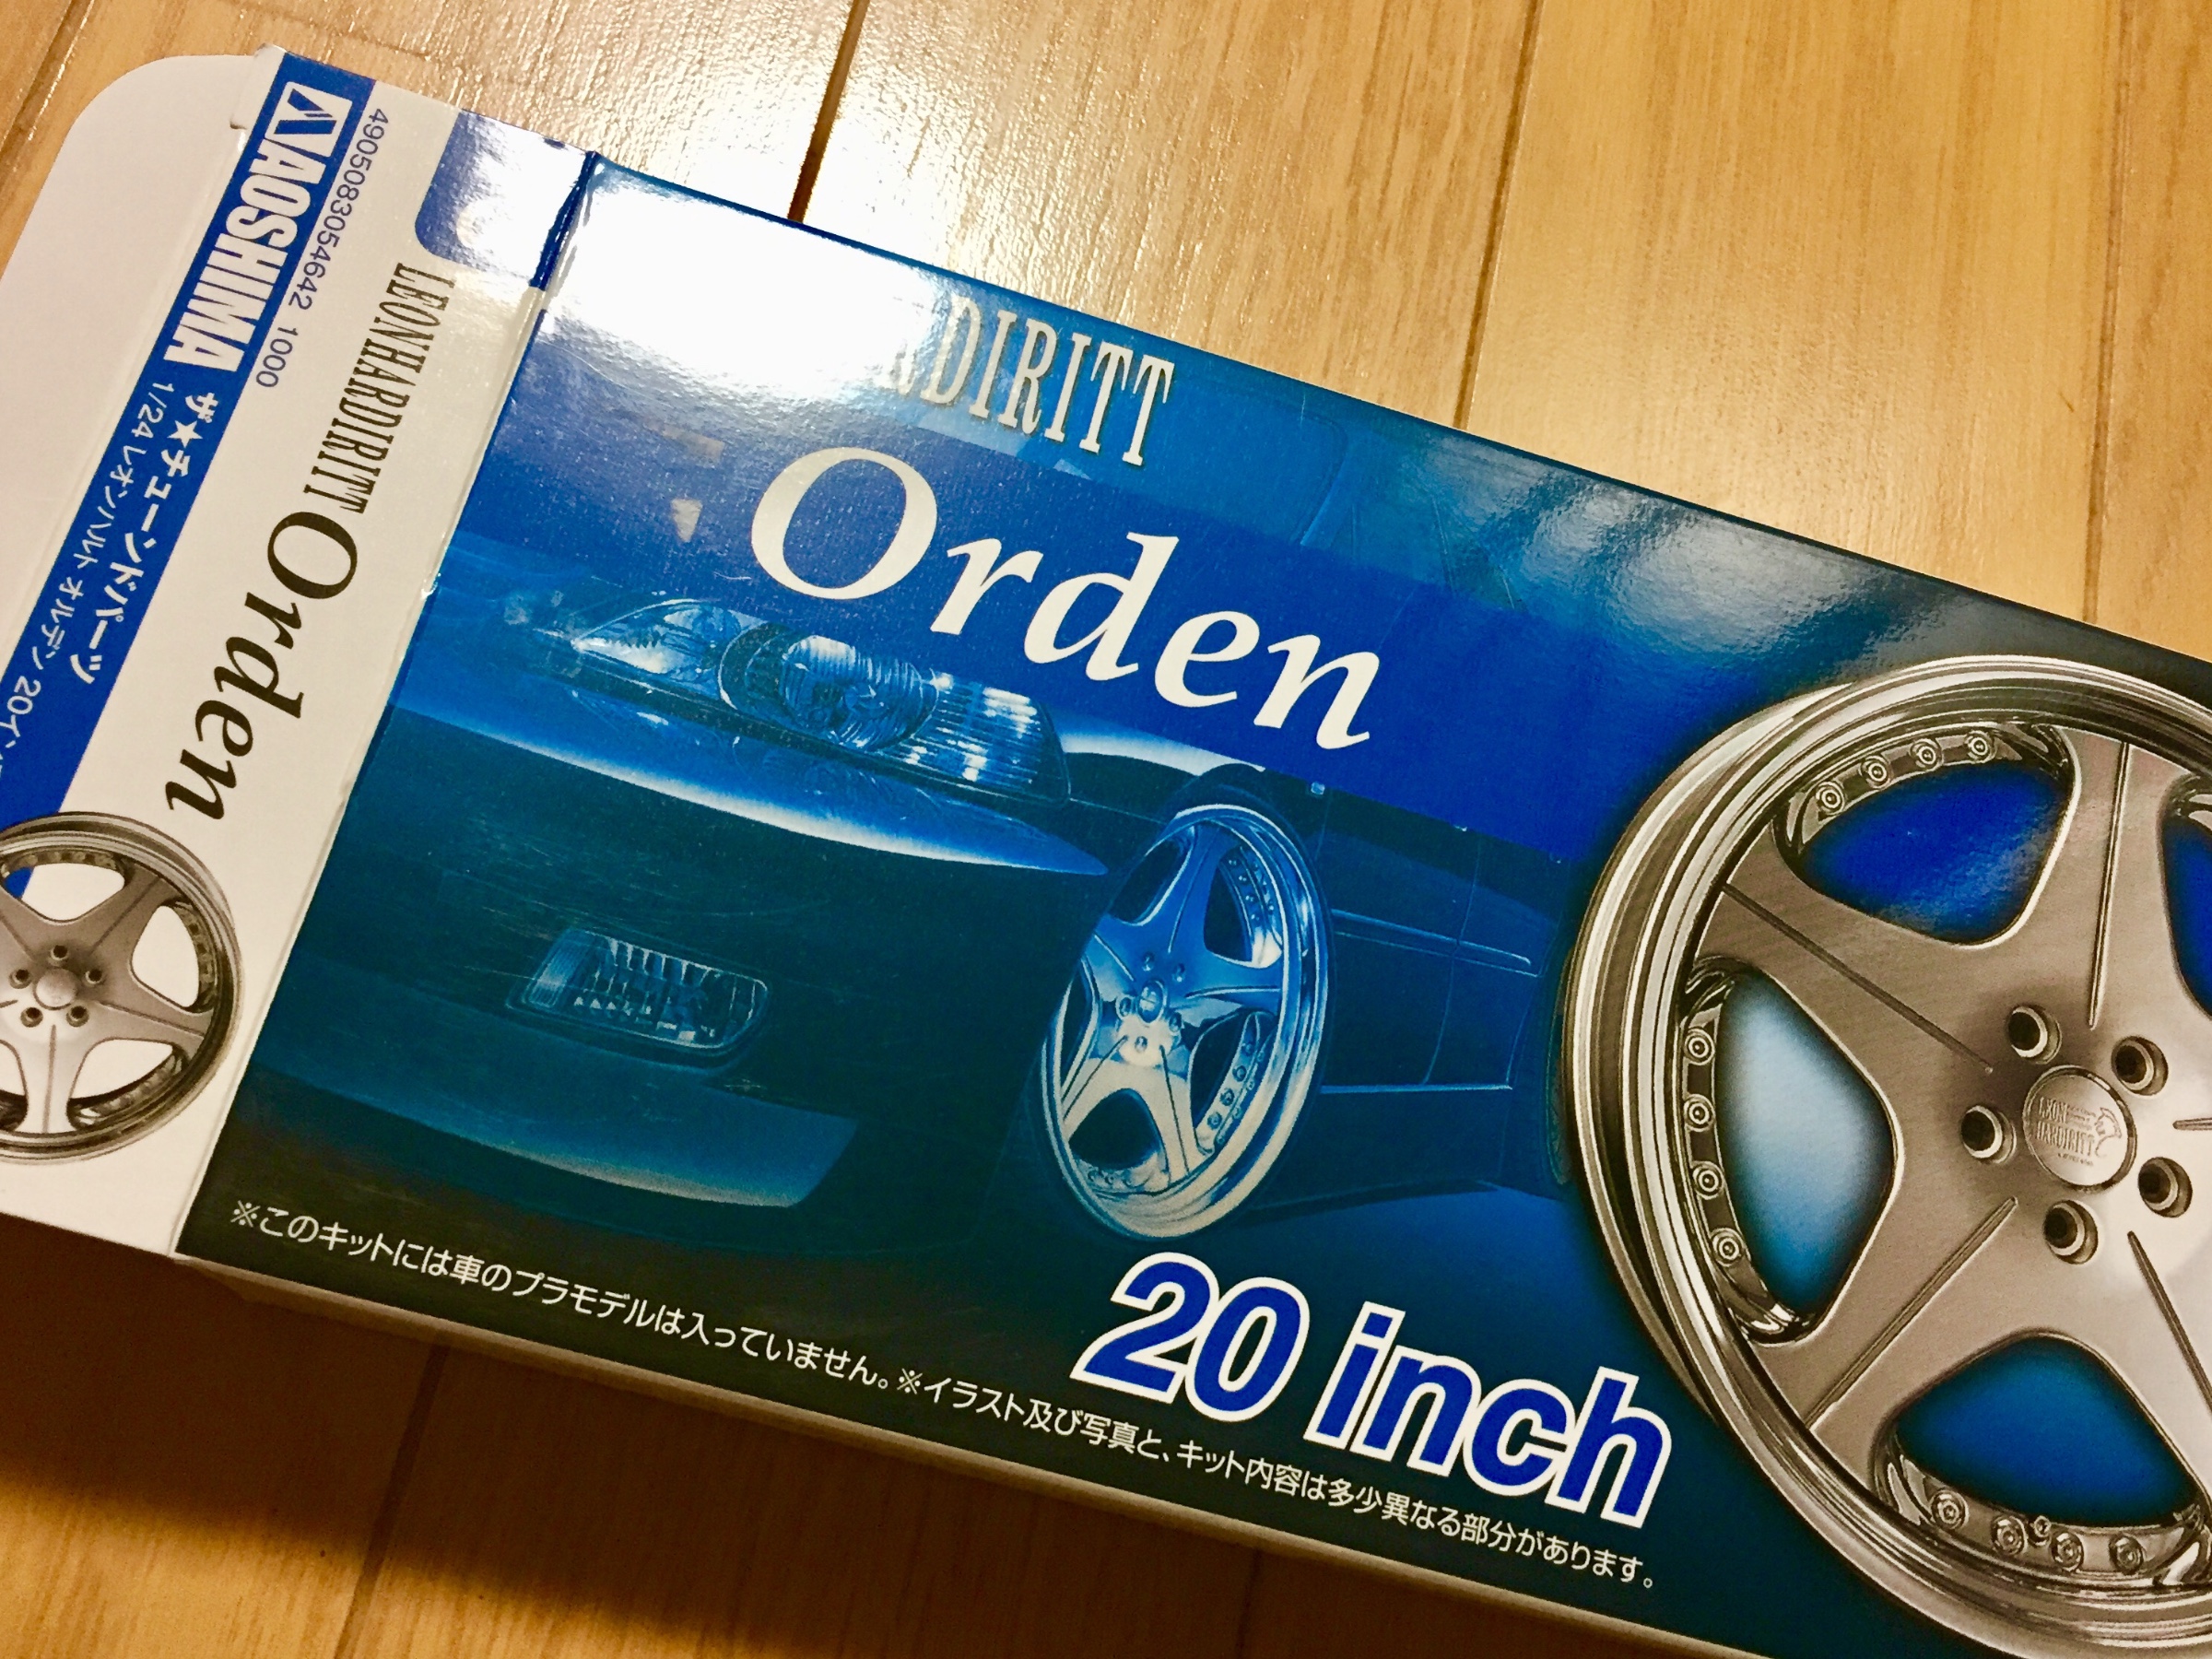 AOSHIMA
4905083054642 1000
ザ★チューンドパーツ
1/24 レオンハルト オルデン 20イン
LEONHARDIRITT
Orden
RDIRITT
Orden
20 inch
LEON
HARDIRITT
※このキットには車のプラモデルは入っていません。※イラスト及び写真と、キット内容は多少異なる部分があります。